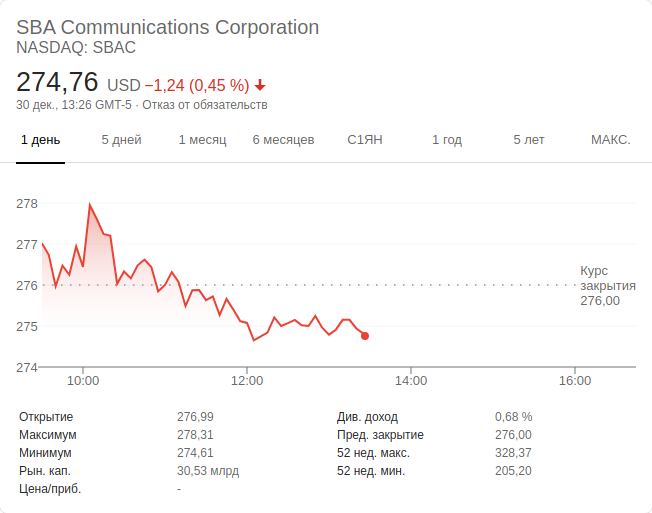 SBA Communications Corporation
NASDAQ: SBAC
274,76 USD −1,24 (0,45 %)
30 дек., 13:26 GMT-5 · Отказ от обязательств
1 день 5 дней 1 месяц 6 месяцев С1ЯН 1 год 5 лет МАКС.
278
277
276
275
274
Курс
закрытия
276,00
10:00 12:00 14:00 16:00
Открытие 276,99 Див. доход 0,68 %
Максимум 278,31 Пред. закрытие 276,00
Минимум 274,61 52 нед. макс. 328,37
Рын. кап. 30,53 млрд 52 нед. мин. 205,20
Цена/приб. -